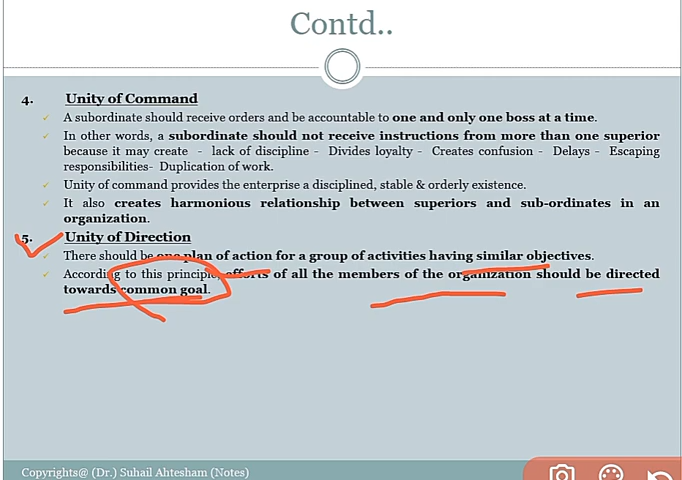 Contd..
4. Unity of Command
A subordinate should receive orders and be accountable to one and only one boss at a time.
In other words, a subordinate should not receive instructions from more than one superior
because it may create - lack of discipline - Divides loyalty - Creates confusion - Delays - Escaping
responsibilities- Duplication of work.
Unity of command provides the enterprise a disciplined, stable & orderly existence.
It also creates harmonious relationship between superiors and sub-ordinates in an
organization.
5. Unity of Direction
There should be one plan of action for a group of activities having similar objectives.
According to this principle, efforts of all the members of the organization should be directed
towards common goal.
Copyrights@ (Dr.) Suhail Ahtesham (Notes)